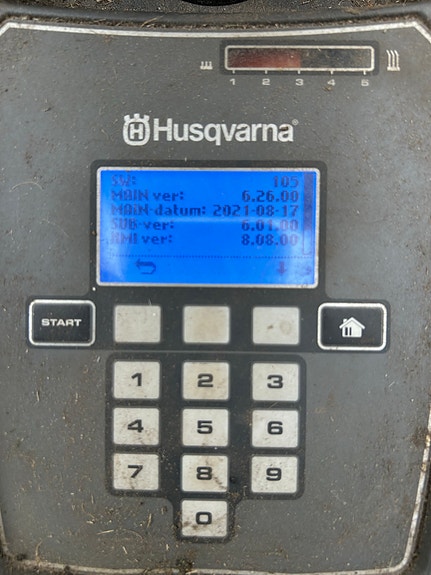 1 2 3 4 5
Husqvarna®
SW: 105
MAIN ver: 6.26.00
MAIN datum: 2021-08-17
SUB ver: 6.01.00
HMI ver: 8.08.00
START
1 2 3
4 5 6
7 8 9
0